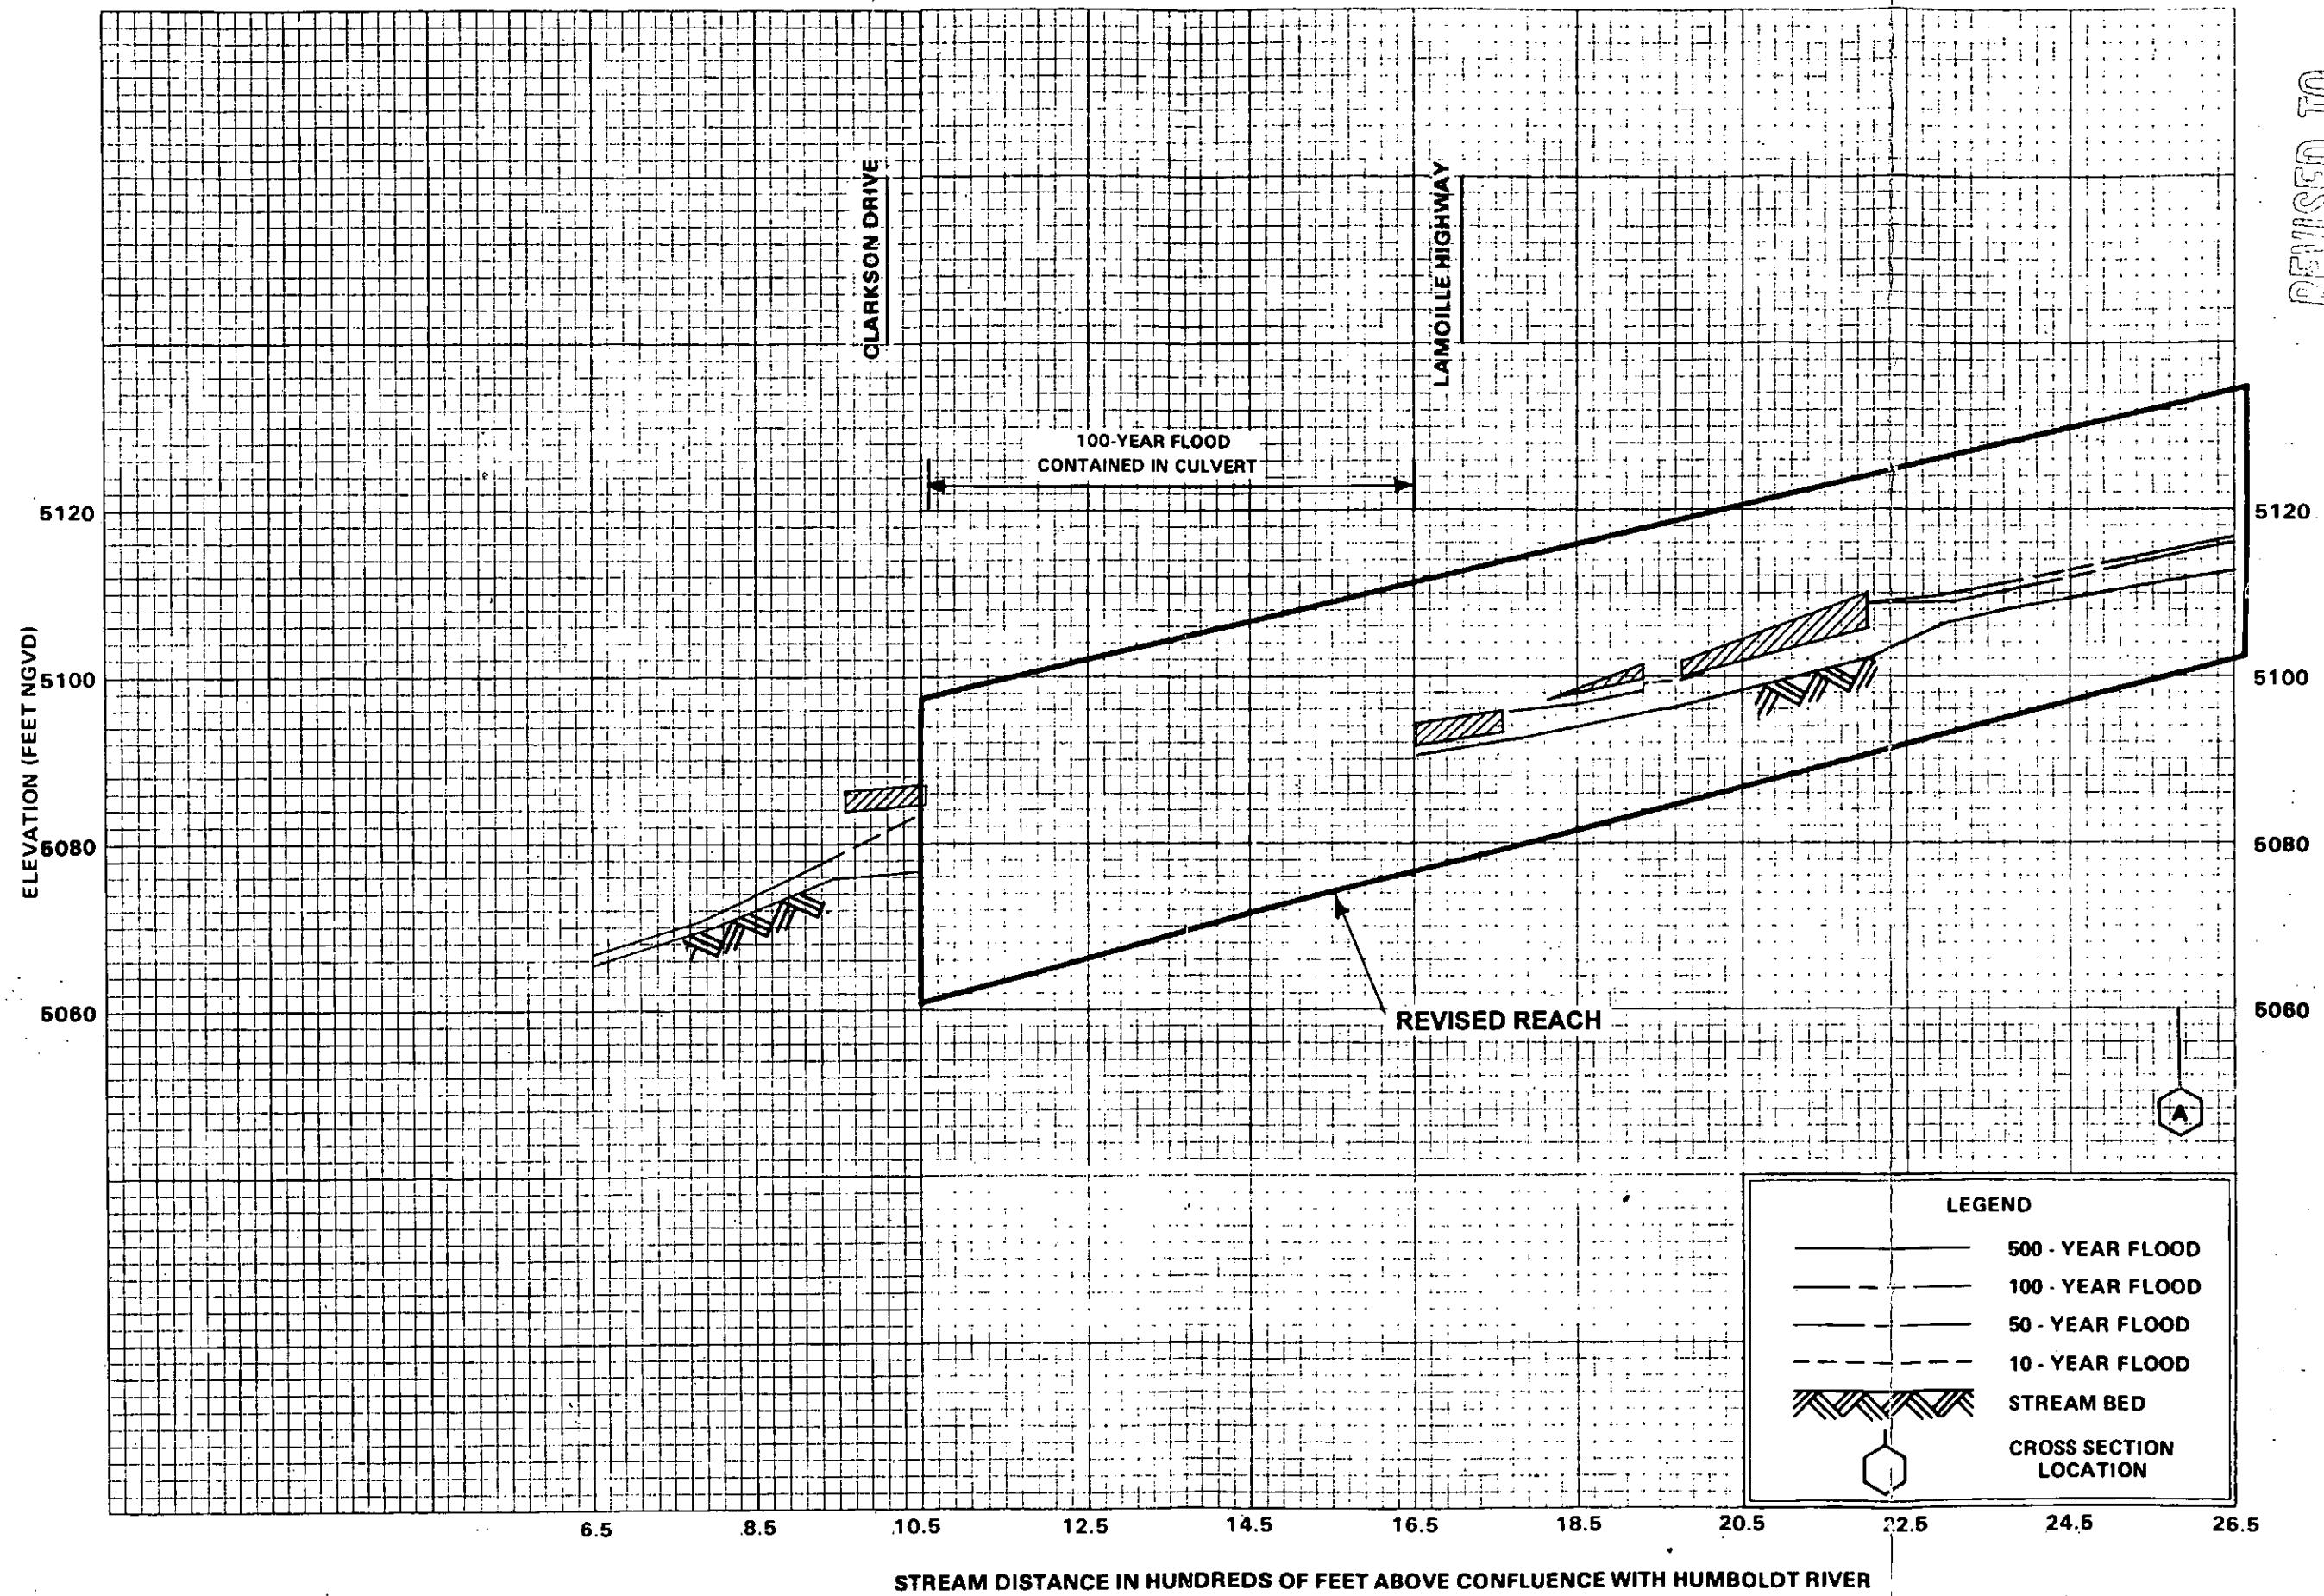 REVISED TO
CLARKSON DRIVE
LAMOILLE HIGHWAY
100-YEAR FLOOD
CONTAINED IN CULVERT
5120
5120
5100
5100
5080
5080
5060
5060
ELEVATION (FEET NGVD)
REVISED REACH
A
LEGEND
500 - YEAR FLOOD
100 - YEAR FLOOD
50 - YEAR FLOOD
10 - YEAR FLOOD
STREAM BED
CROSS SECTION
LOCATION
6.5 8.5 10.5 12.5 14.5 16.5 18.5 20.5 22.5 24.5 26.5
STREAM DISTANCE IN HUNDREDS OF FEET ABOVE CONFLUENCE WITH HUMBOLDT RIVER